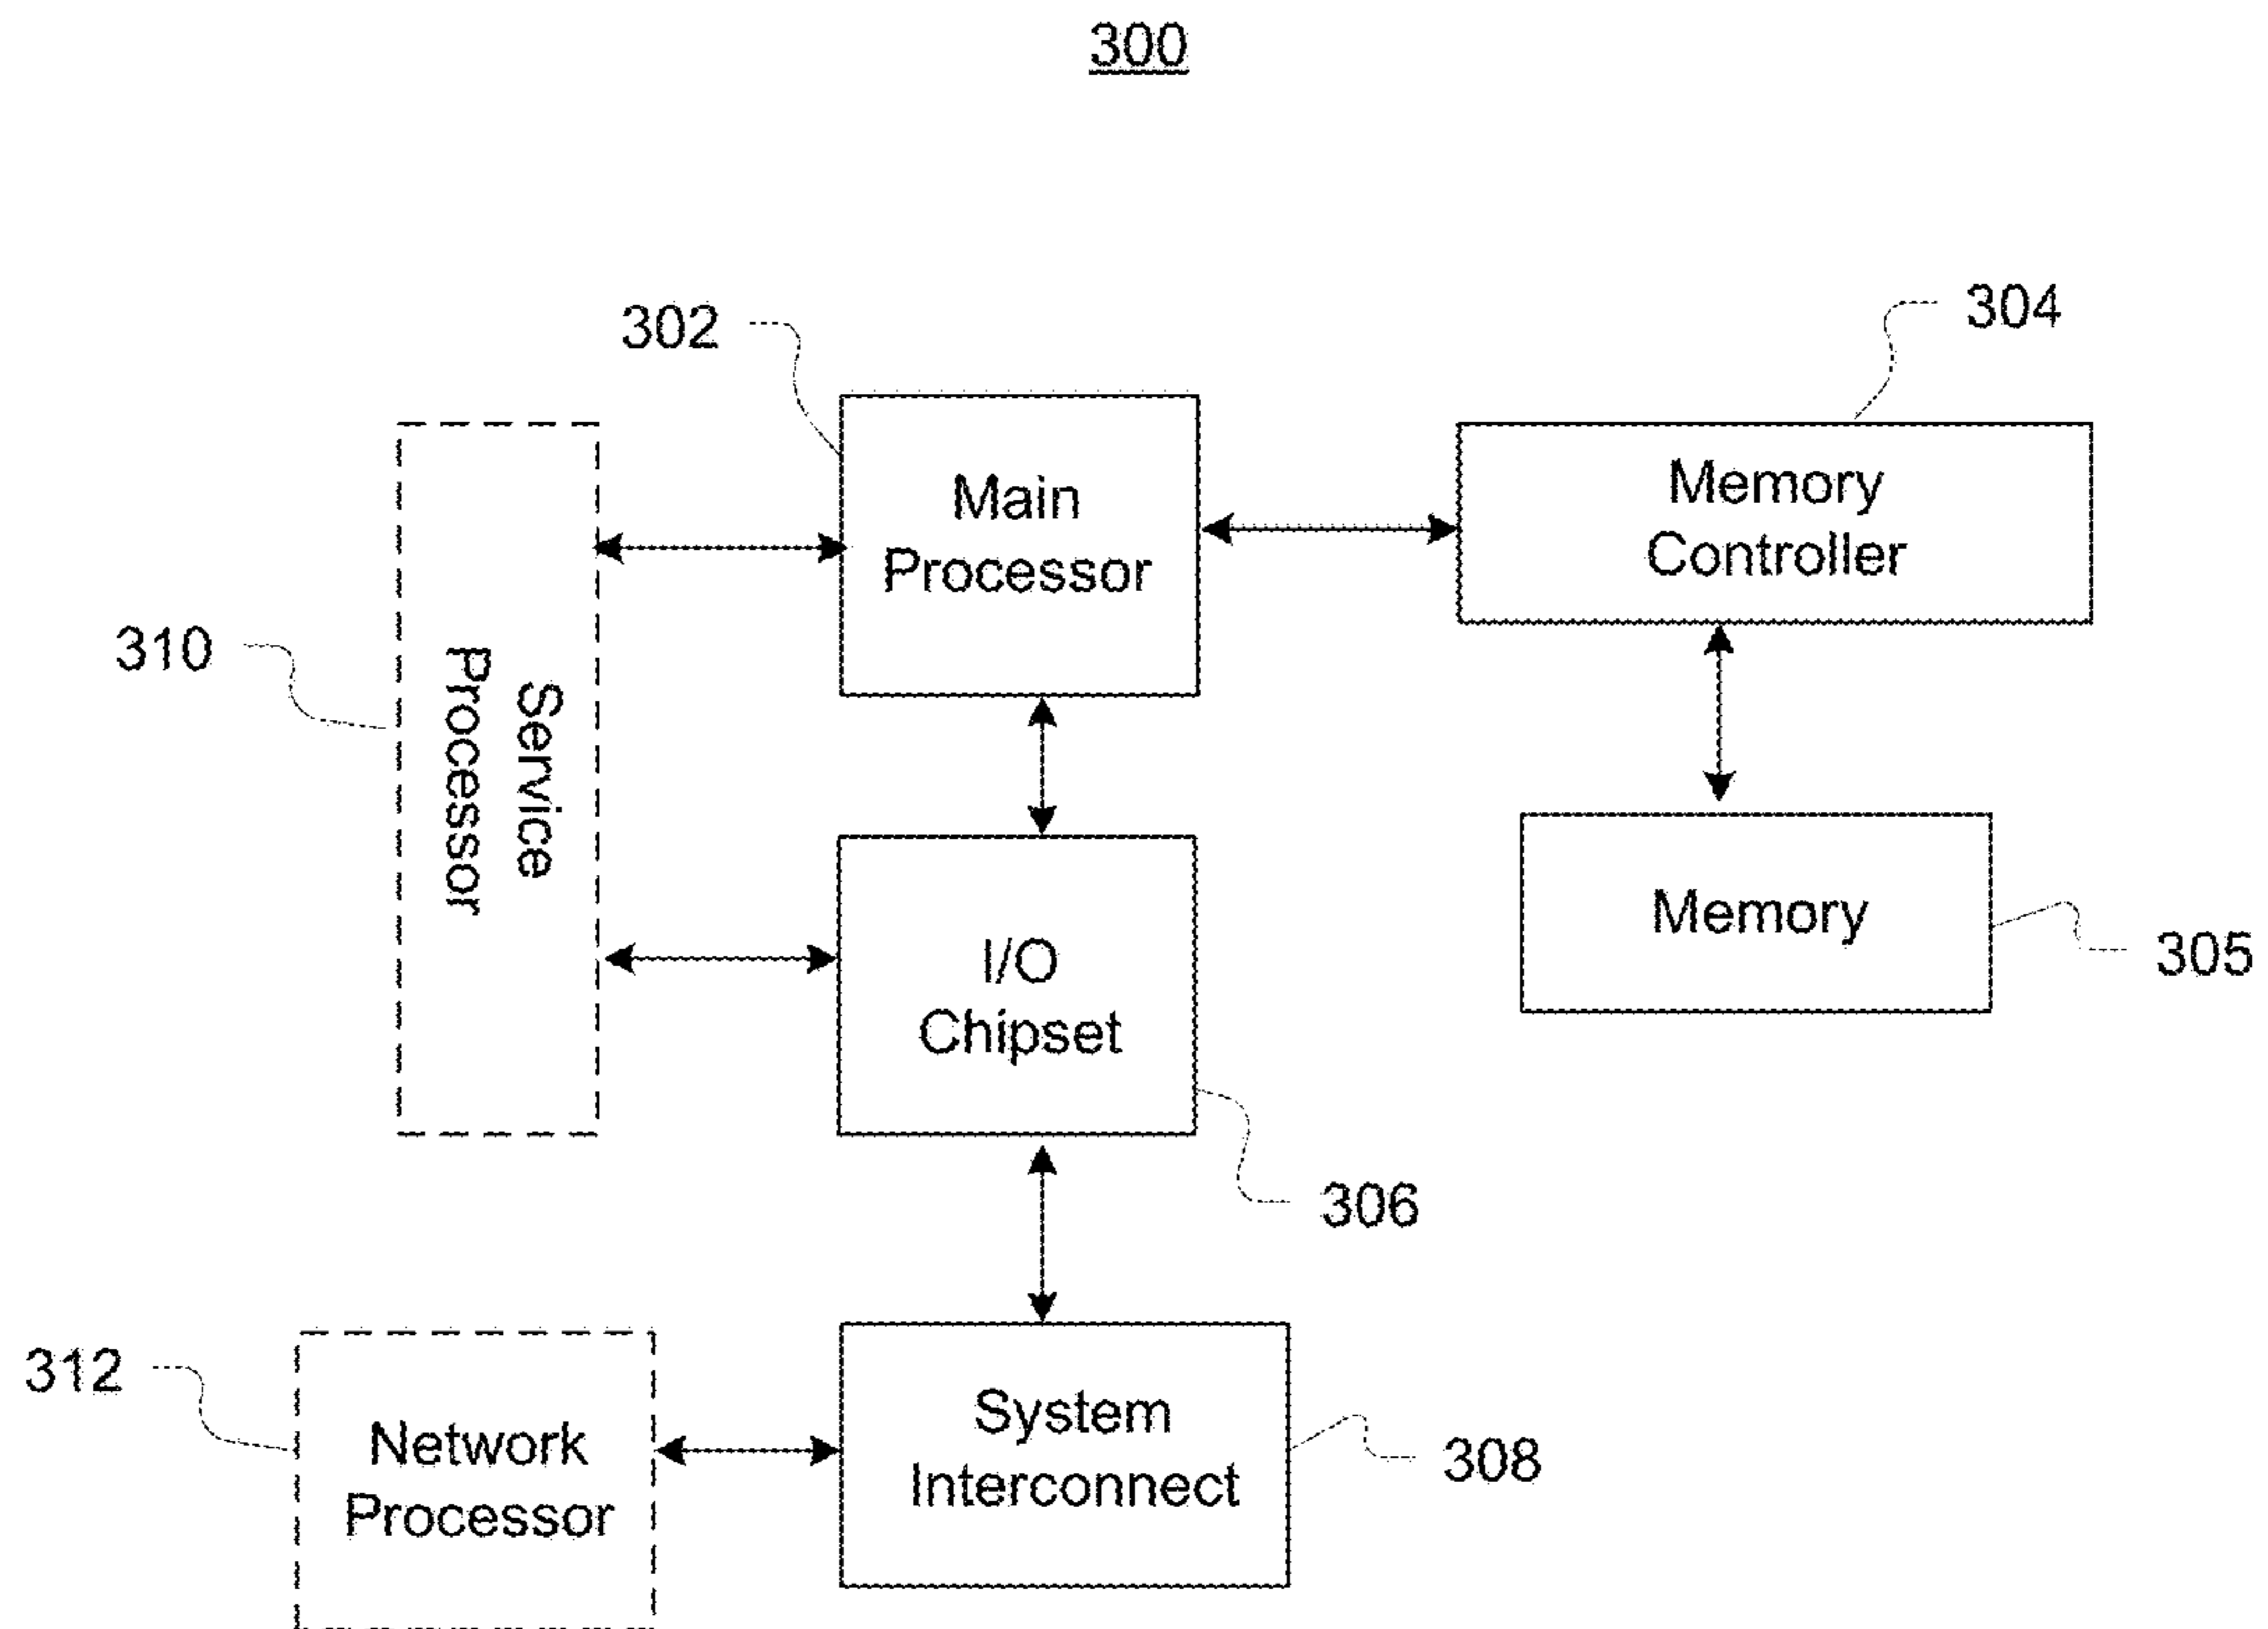 300
302
304
Main
Processor
Memory
Controller
310
Service
Processor
Memory
305
I/O
Chipset
306
312
Network
Processor
System
Interconnect
308